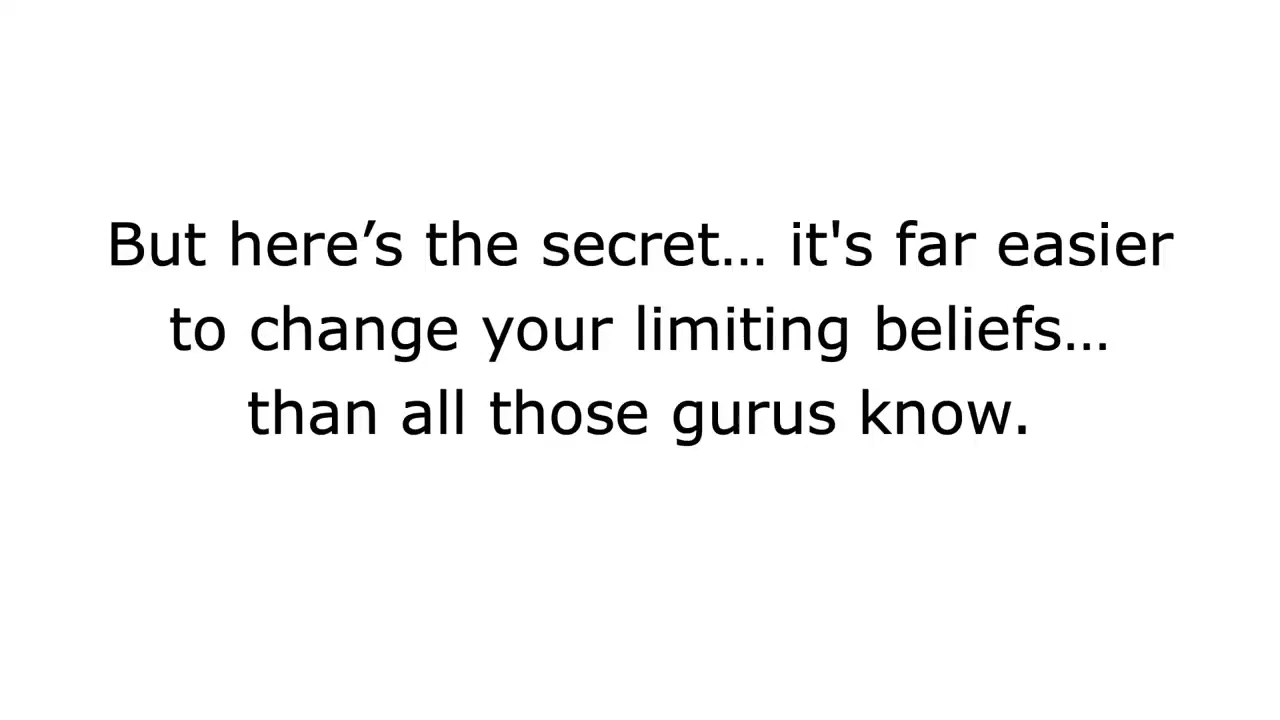 But here’s the secret… it's far easier
to change your limiting beliefs…
than all those gurus know.